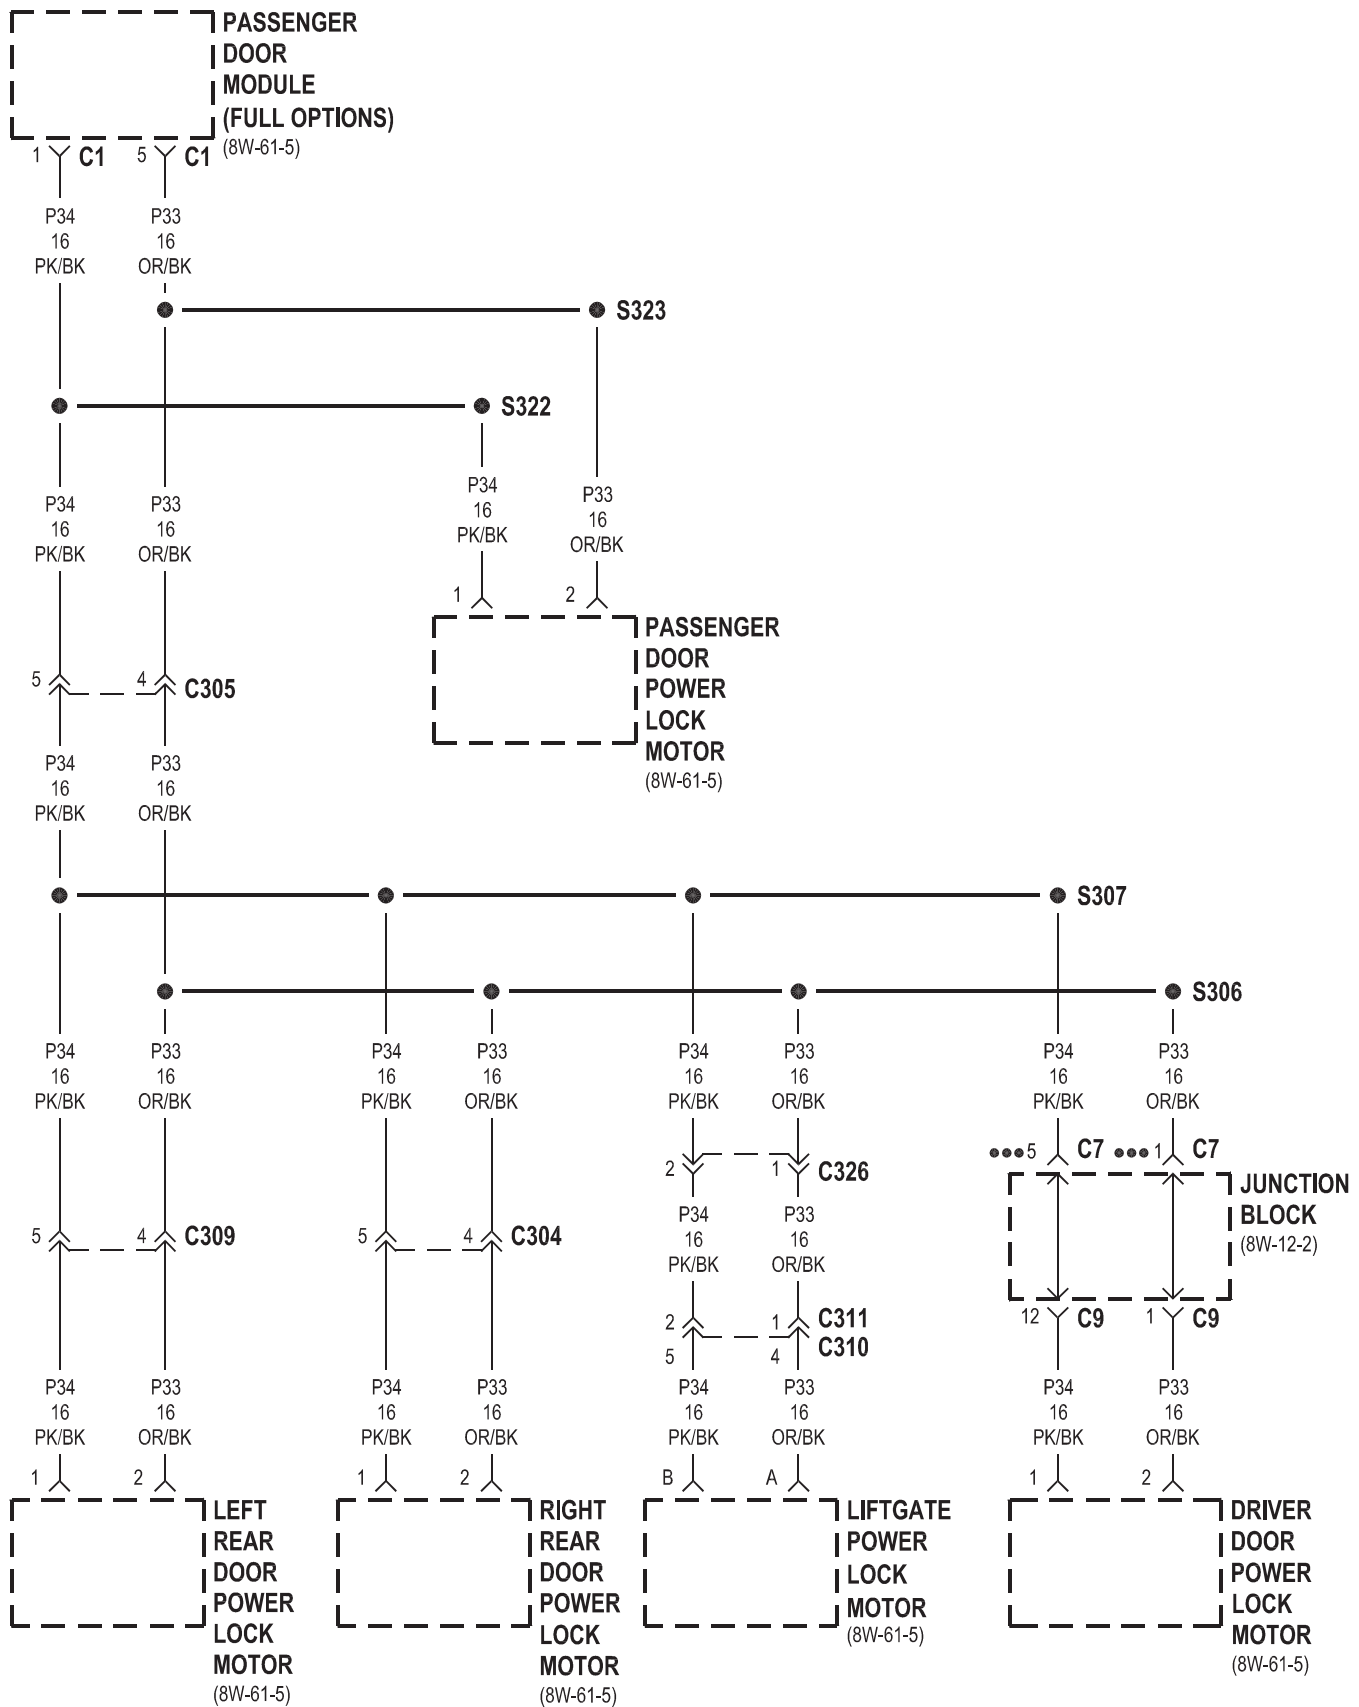 PASSENGER
DOOR
MODULE
(FULL OPTIONS)
(8W-61-5)
1 C1 5 C1
P34 P33
16 16
PK/BK OR/BK
S323
S322
P34 P33 P34 P33
16 16 16 16
PK/BK OR/BK PK/BK OR/BK
1 2
PASSENGER
DOOR
POWER
LOCK
MOTOR
(8W-61-5)
5 4 C305
P34 P33
16 16
PK/BK OR/BK
S307
S306
P34 P33 P34 P33 P34 P33 P34 P33
16 16 16 16 16 16 16 16
PK/BK OR/BK PK/BK OR/BK PK/BK OR/BK PK/BK OR/BK
5 C7 1 C7
2 1 C326
JUNCTION
BLOCK
(8W-12-2)
5 4 C309 5 4 C304
P34 P33
16 16
PK/BK OR/BK
2 1 C311
5 4 C310
12 C9 1 C9
P34 P33 P34 P33 P34 P33 P34 P33
16 16 16 16 16 16 16 16
PK/BK OR/BK PK/BK OR/BK PK/BK OR/BK PK/BK OR/BK
1 2 1 2 B A 1 2
LEFT
REAR
DOOR
POWER
LOCK
MOTOR
(8W-61-5)
RIGHT
REAR
DOOR
POWER
LOCK
MOTOR
(8W-61-5)
LIFTGATE
POWER
LOCK
MOTOR
(8W-61-5)
DRIVER
DOOR
POWER
LOCK
MOTOR
(8W-61-5)